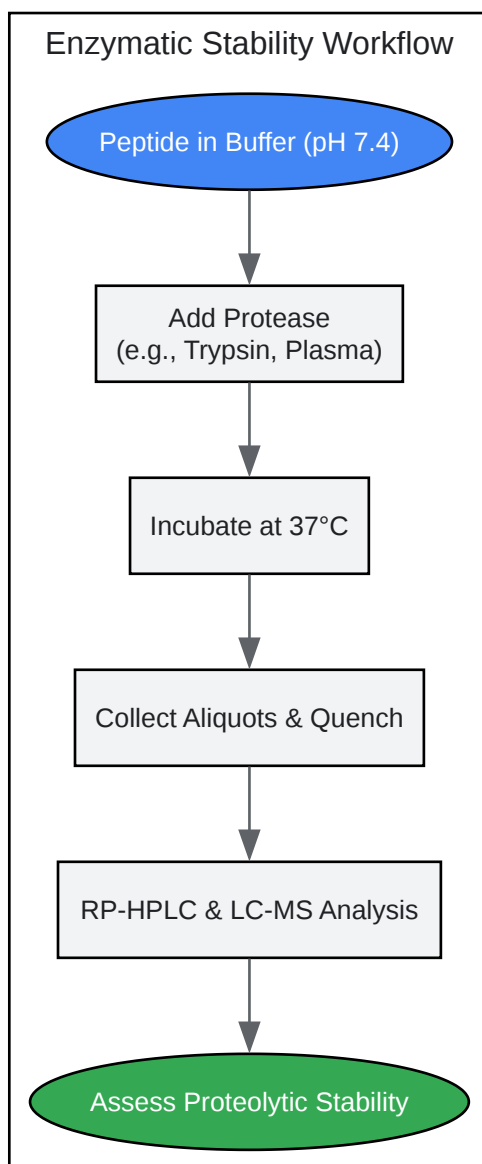 Enzymatic Stability Workflow
Peptide in Buffer (pH 7.4)
Add Protease
(e.g., Trypsin, Plasma)
Incubate at 37°C
Collect Aliquots & Quench
RP-HPLC & LC-MS Analysis
Assess Proteolytic Stability